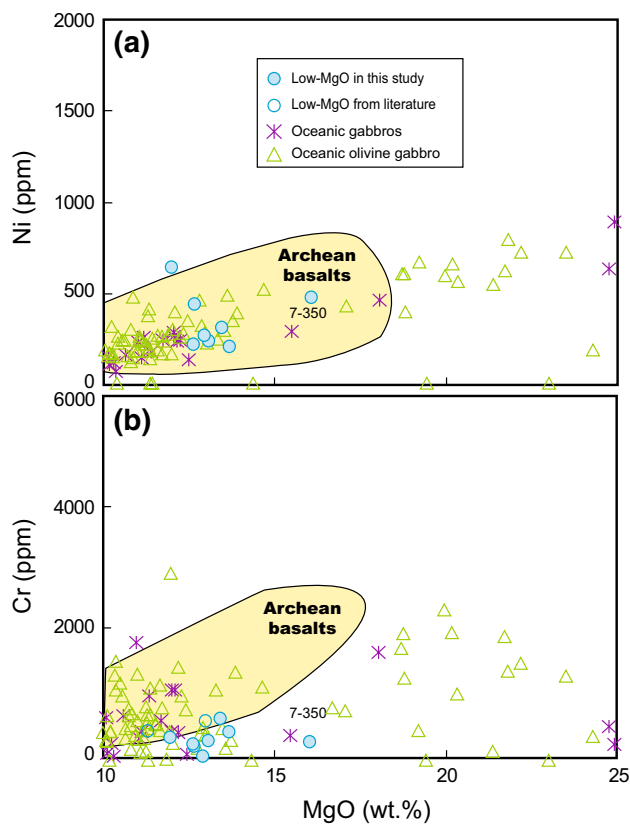 (a)
2000
1500
1000
500
0
Ni (ppm)
Low-MgO in this study
Low-MgO from literature
Oceanic gabbros
Oceanic olivine gabbro
Archean
basalts
7-350
(b)
6000
4000
2000
0
Cr (ppm)
Archean
basalts
7-350
10
15
20
25
MgO (wt.%)